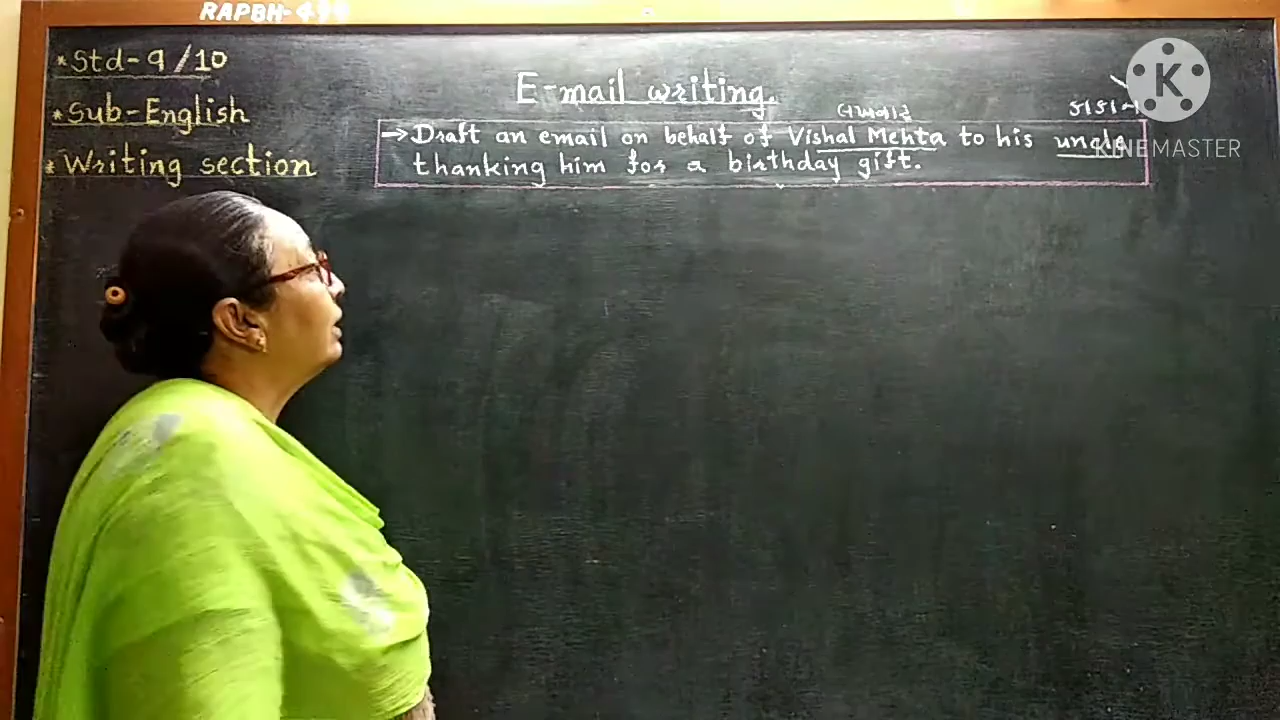 RAPBH-
*Std-9/10
*Sub-English
*Writing section
E-mail writing.
લખનાર
→Draft an email on behalf of Vishal Mehta to his uncle
thanking him for a birthday gift.
K
KINEMASTER